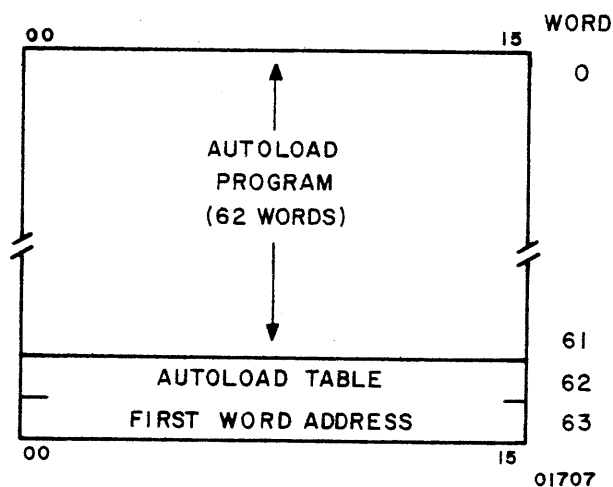 WORD
00 15
0
AUTOLOAD
PROGRAM
(62 WORDS)
61
AUTOLOAD TABLE 62
FIRST WORD ADDRESS 63
00 15
01707